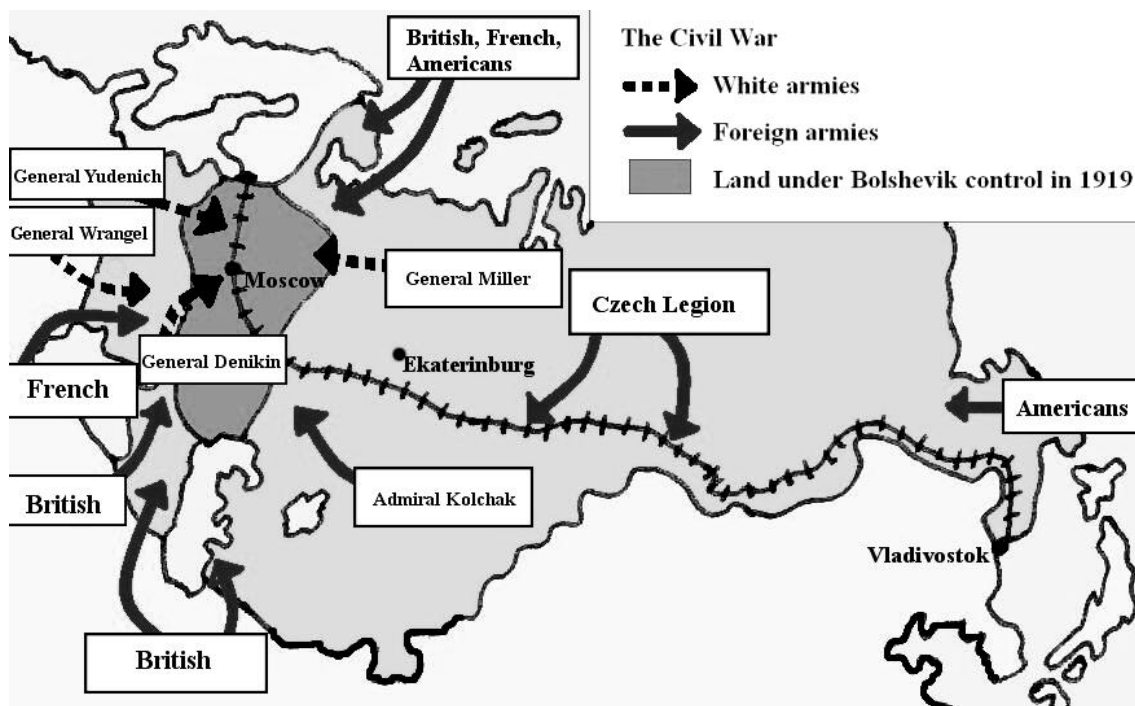 British, French,
Americans
The Civil War
White armies
Foreign armies
Land under Bolshevik control in 1919
General Yudenich
General Wrangel
Moscow
General Miller
Czech Legion
General Denikin
Ekaterinburg
French
Americans
British
Admiral Kolchak
Vladivostok
British